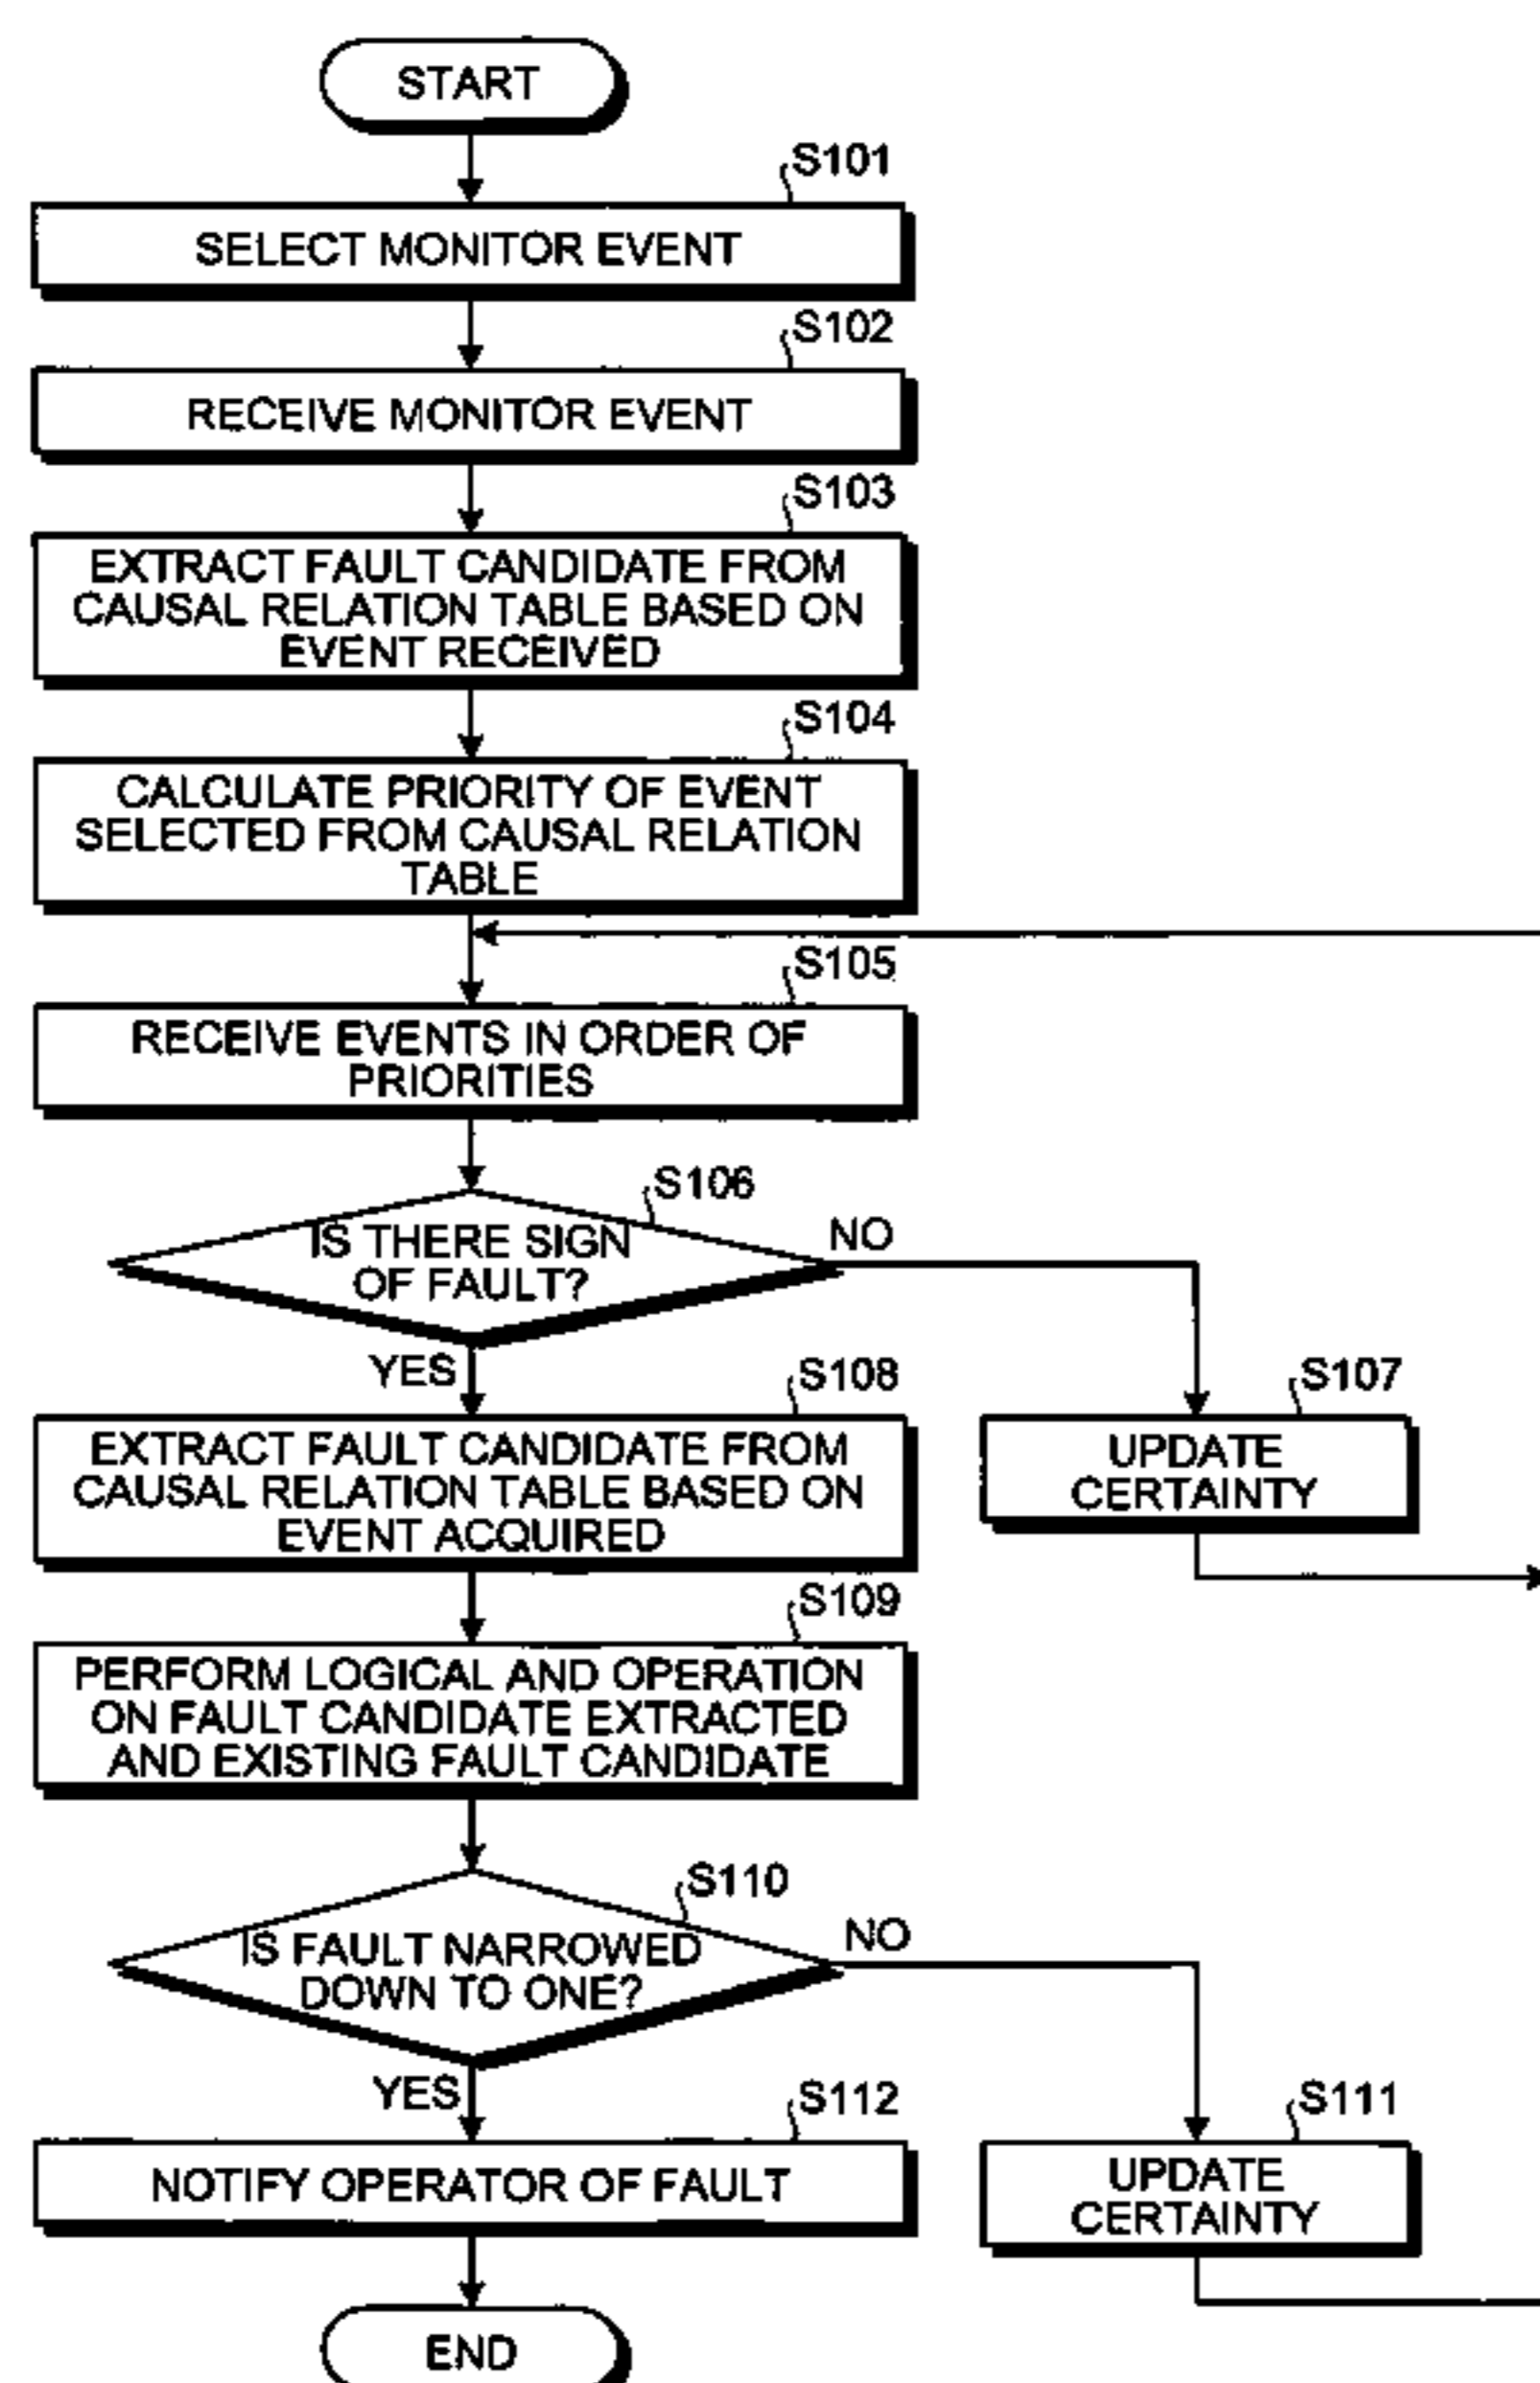 START
S101
SELECT MONITOR EVENT
S102
RECEIVE MONITOR EVENT
S103
EXTRACT FAULT CANDIDATE FROM
CAUSAL RELATION TABLE BASED ON
EVENT RECEIVED
S104
CALCULATE PRIORITY OF EVENT
SELECTED FROM CAUSAL RELATION
TABLE
S105
RECEIVE EVENTS IN ORDER OF
PRIORITIES
S106
IS THERE SIGN
OF FAULT?
NO
YES
S108
EXTRACT FAULT CANDIDATE FROM
CAUSAL RELATION TABLE BASED ON
EVENT ACQUIRED
S107
UPDATE
CERTAINTY
S109
PERFORM LOGICAL AND OPERATION
ON FAULT CANDIDATE EXTRACTED
AND EXISTING FAULT CANDIDATE
S110
IS FAULT NARROWED
DOWN TO ONE?
NO
YES
S112
NOTIFY OPERATOR OF FAULT
S111
UPDATE
CERTAINTY
END